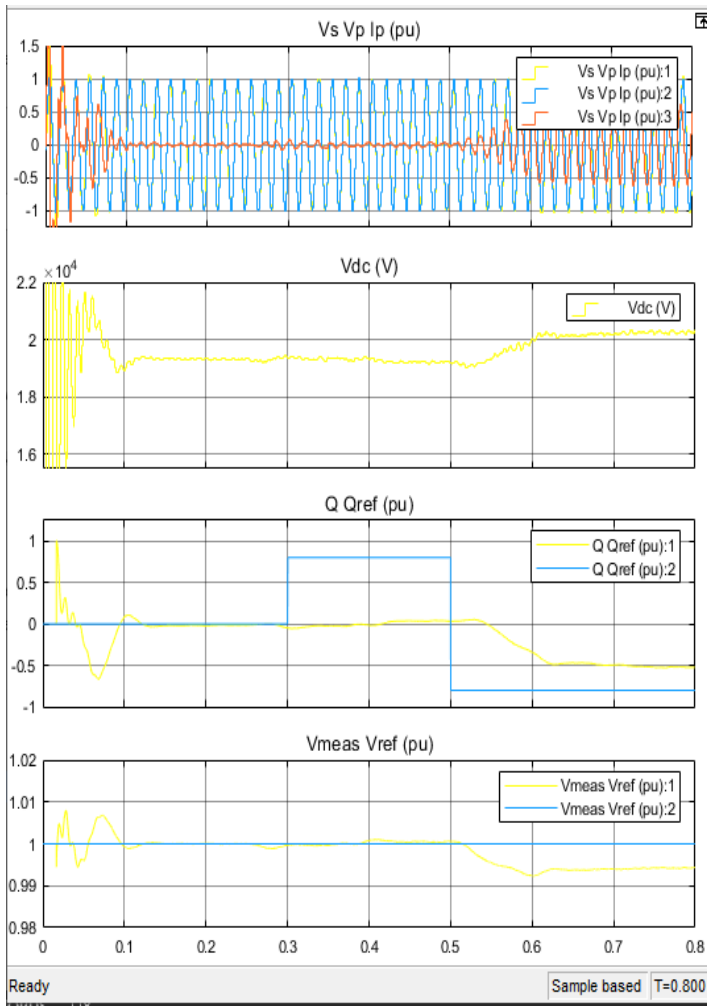 Vs Vp Ip (pu)
1.5
1
0.5
0
-0.5
-1
Vs Vp Ip (pu):1
Vs Vp Ip (pu):2
Vs Vp Ip (pu):3
Vdc (V)
×10⁴
2.2
2
1.8
1.6
Vdc (V)
Q Qref (pu)
1
0.5
0
-0.5
-1
Q Qref (pu):1
Q Qref (pu):2
Vmeas Vref (pu)
1.02
1.01
1
0.99
0.98
Vmeas Vref (pu):1
Vmeas Vref (pu):2
0 0.1 0.2 0.3 0.4 0.5 0.6 0.7 0.8
Ready Sample based T=0.800